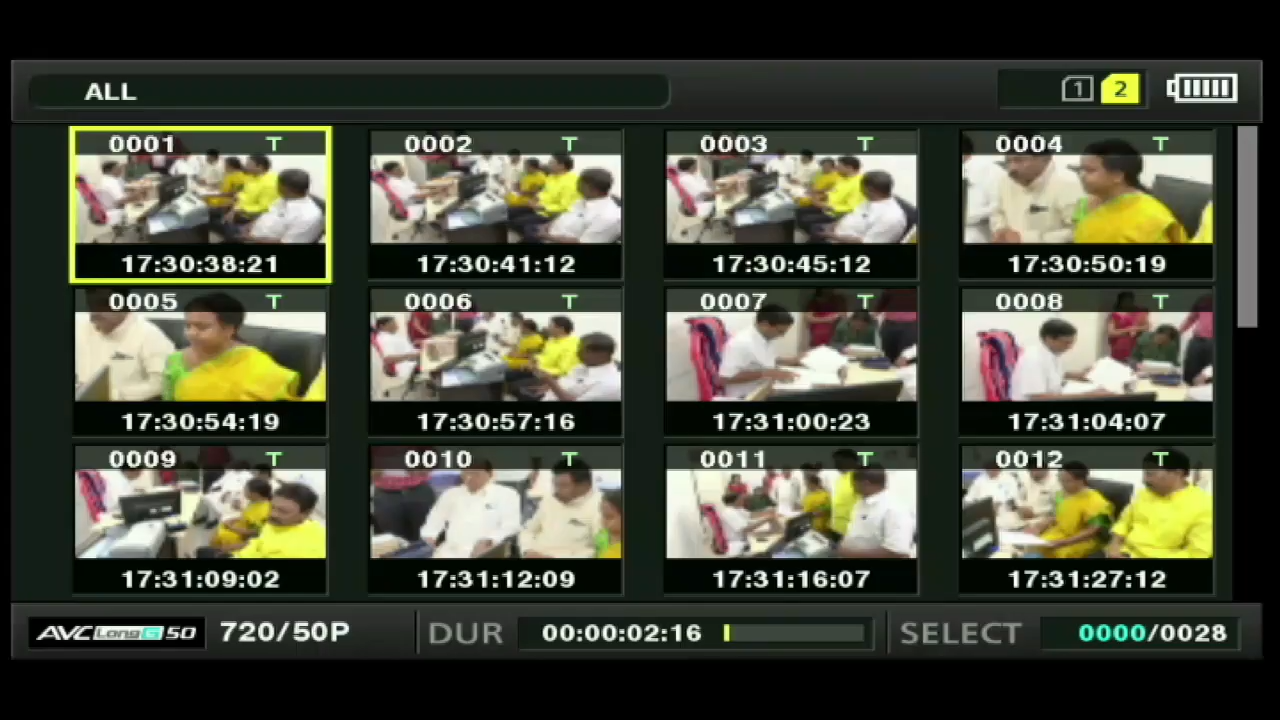 ALL
1 2
0001 T
0002 T
0003 T
0004 T
17:30:38:21
17:30:41:12
17:30:45:12
17:30:50:19
0005 T
0006 T
0007 T
0008 T
17:30:54:19
17:30:57:16
17:31:00:23
17:31:04:07
0009 T
0010 T
0011 T
0012 T
17:31:09:02
17:31:12:09
17:31:16:07
17:31:27:12
AVC LongG 50 720/50P DUR 00:00:02:16 SELECT 0000/0028